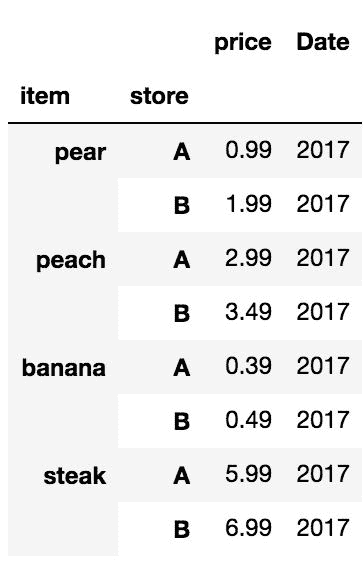 price Date
item store
pear A 0.99 2017
B 1.99 2017
peach A 2.99 2017
B 3.49 2017
banana A 0.39 2017
B 0.49 2017
steak A 5.99 2017
B 6.99 2017